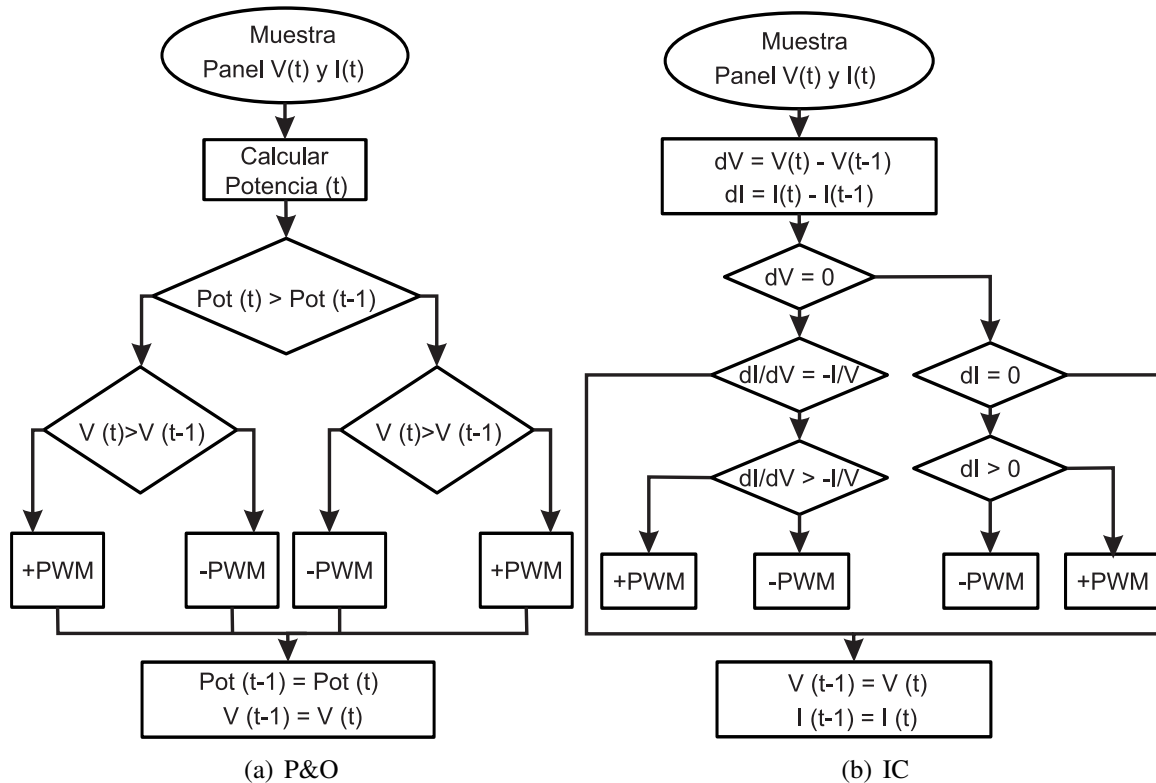 Muestra
Panel V(t) y I(t)
Calcular
Potencia (t)
Pot (t) > Pot (t-1)
V (t)>V (t-1)
V (t)>V (t-1)
+PWM
-PWM
-PWM
+PWM
Pot (t-1) = Pot (t)
V (t-1) = V (t)
(a) P&O
Muestra
Panel V(t) y I(t)
dV = V(t) - V(t-1)
dI = I(t) - I(t-1)
dV = 0
dI/dV = -I/V
dI = 0
dI/dV > -I/V
dI > 0
+PWM
-PWM
-PWM
+PWM
V (t-1) = V (t)
I (t-1) = I (t)
(b) IC